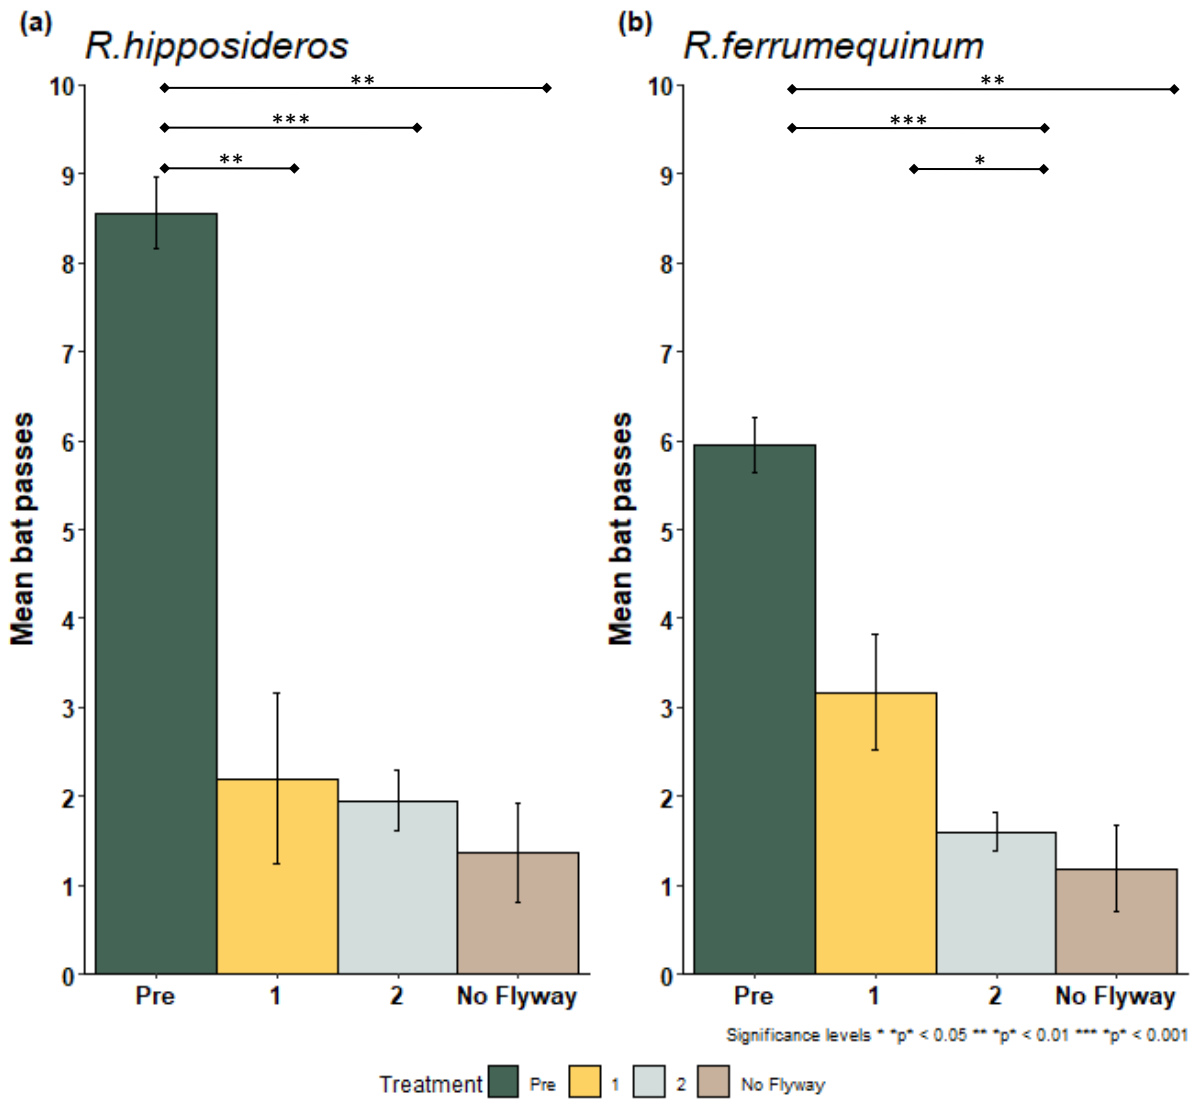 (a)
R.hipposideros
**
***
**
Mean bat passes
10
9
8
7
6
5
4
3
2
1
0
Pre 1 2 No Flyway
(b)
R.ferrumequinum
**
***
*
Mean bat passes
10
9
8
7
6
5
4
3
2
1
0
Pre 1 2 No Flyway
Significance levels * *p* < 0.05 ** *p* < 0.01 *** *p* < 0.001
Treatment Pre 1 2 No Flyway